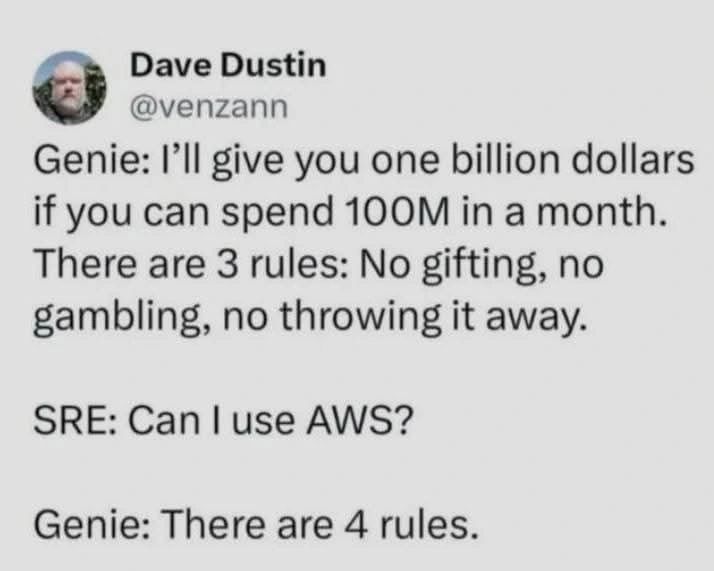 Dave Dustin
@venzann
Genie: I’ll give you one billion dollars
if you can spend 100M in a month.
There are 3 rules: No gifting, no
gambling, no throwing it away.
SRE: Can I use AWS?
Genie: There are 4 rules.